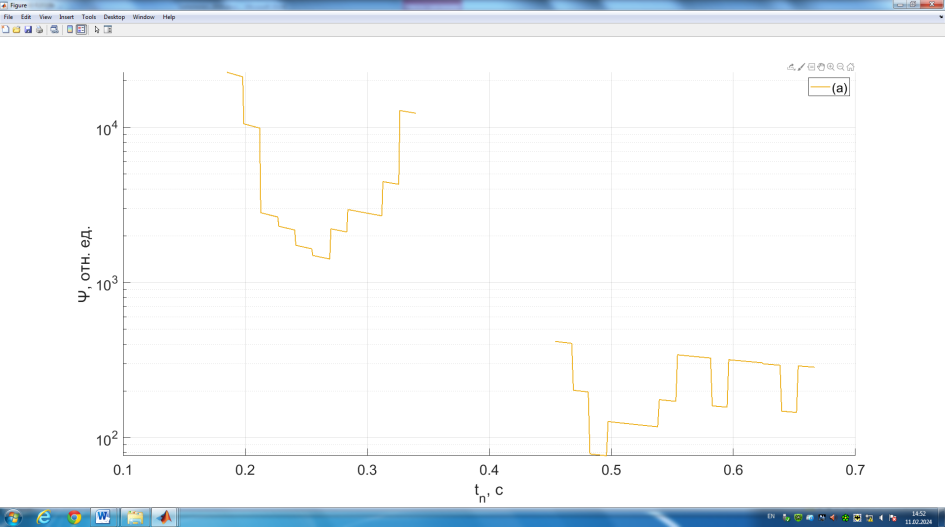 Figure
File Edit View Insert Tools Desktop Window Help
(a)
10^4
10^3
10^2
Ψ, отн. ед.
0.1 0.2 0.3 0.4 0.5 0.6 0.7
t_n, с
EN
14:52
11.02.2024